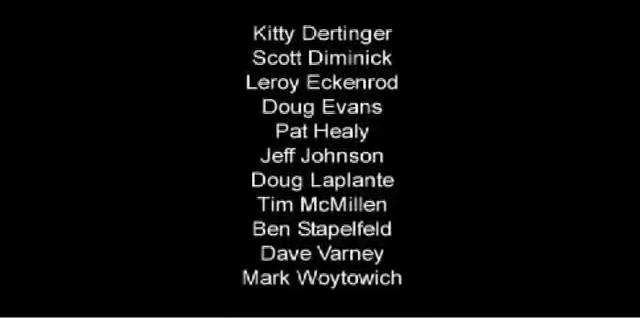 Kitty Dertinger
Scott Diminick
Leroy Eckenrod
Doug Evans
Pat Healy
Jeff Johnson
Doug Laplante
Tim McMillen
Ben Stapelfeld
Dave Varney
Mark Woytowich